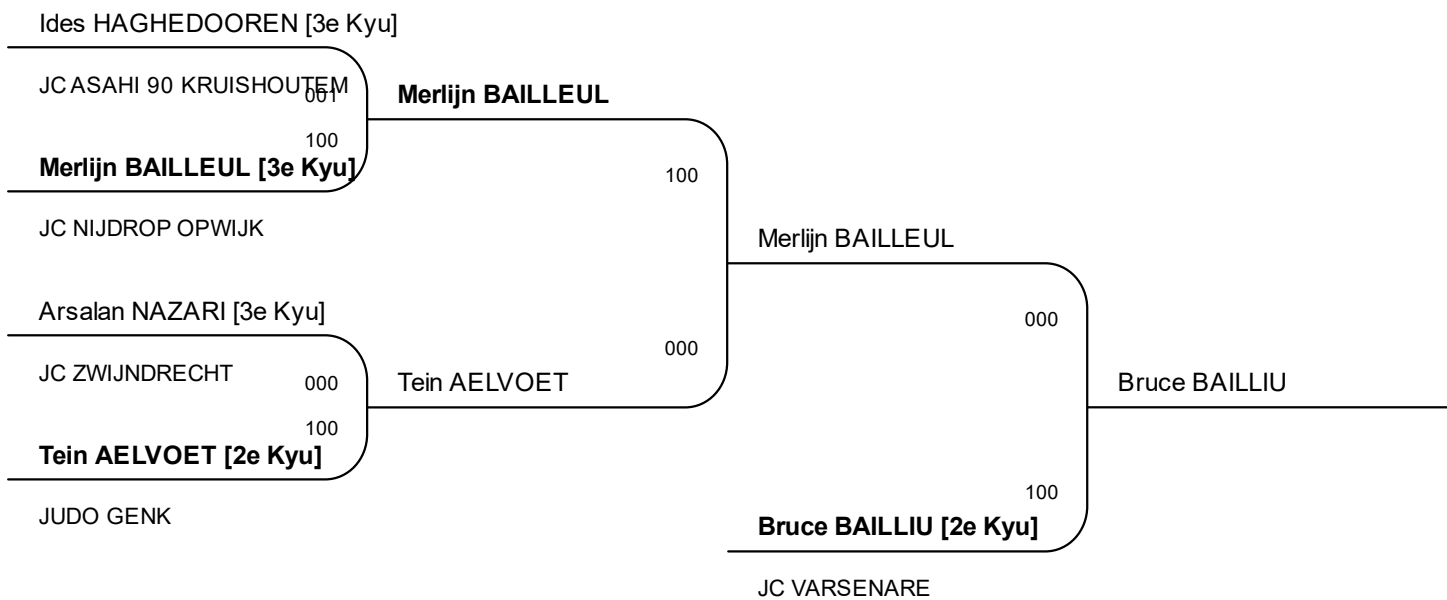 Ides HAGHEDOOREN [3e Kyu]
JC ASAHI 90 KRUISHOUTEM
001
Merlijn BAILLEUL
100
Merlijn BAILLEUL [3e Kyu]
100
JC NIJDROP OPWIJK
Merlijn BAILLEUL
Arsalan NAZARI [3e Kyu]
000
000
JC ZWIJNDRECHT
000
Tein AELVOET
Bruce BAILLIU
100
Tein AELVOET [2e Kyu]
100
JUDO GENK
Bruce BAILLIU [2e Kyu]
JC VARSENARE